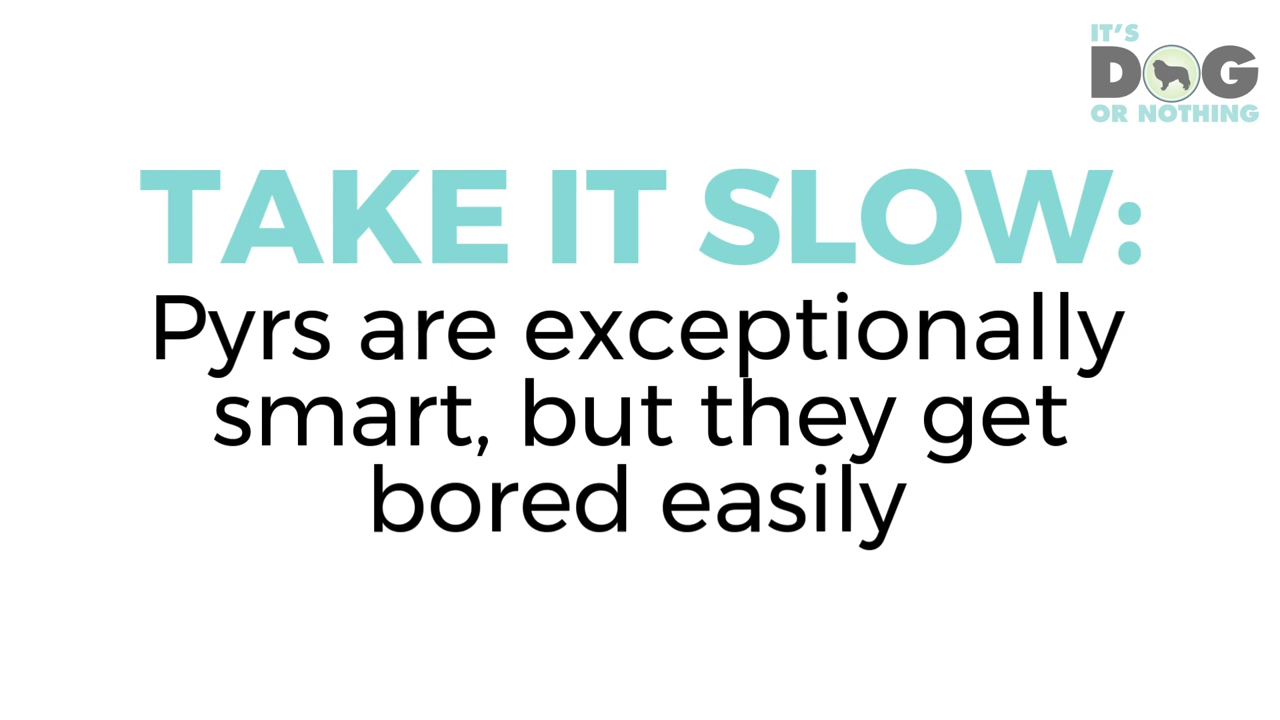 IT'S
DOG
OR NOTHING
TAKE IT SLOW:
Pyrs are exceptionally
smart, but they get
bored easily